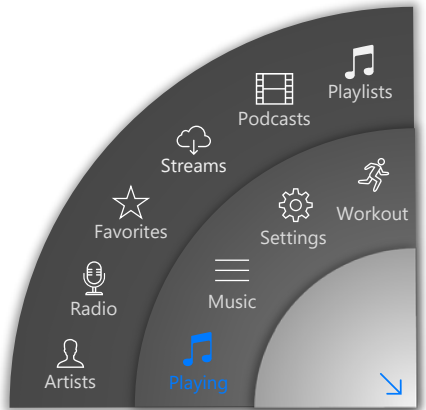 Playlists
Podcasts
Streams
Favorites
Radio
Artists
Workout
Settings
Music
Playing